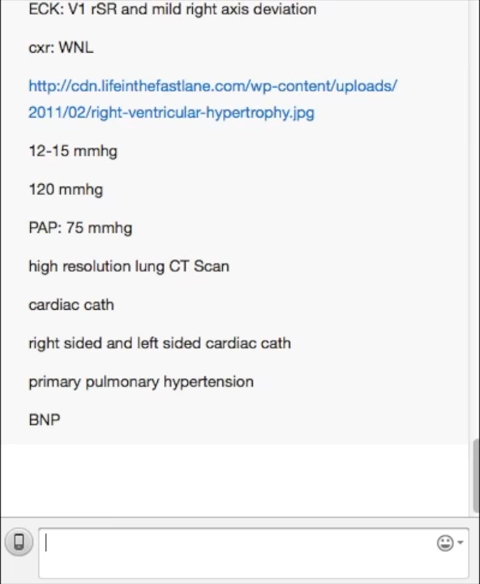 ECK: V1 rSR and mild right axis deviation
cxr: WNL
http://cdn.lifeinthefastlane.com/wp-content/uploads/
2011/02/right-ventricular-hypertrophy.jpg
12-15 mmhg
120 mmhg
PAP: 75 mmhg
high resolution lung CT Scan
cardiac cath
right sided and left sided cardiac cath
primary pulmonary hypertension
BNP